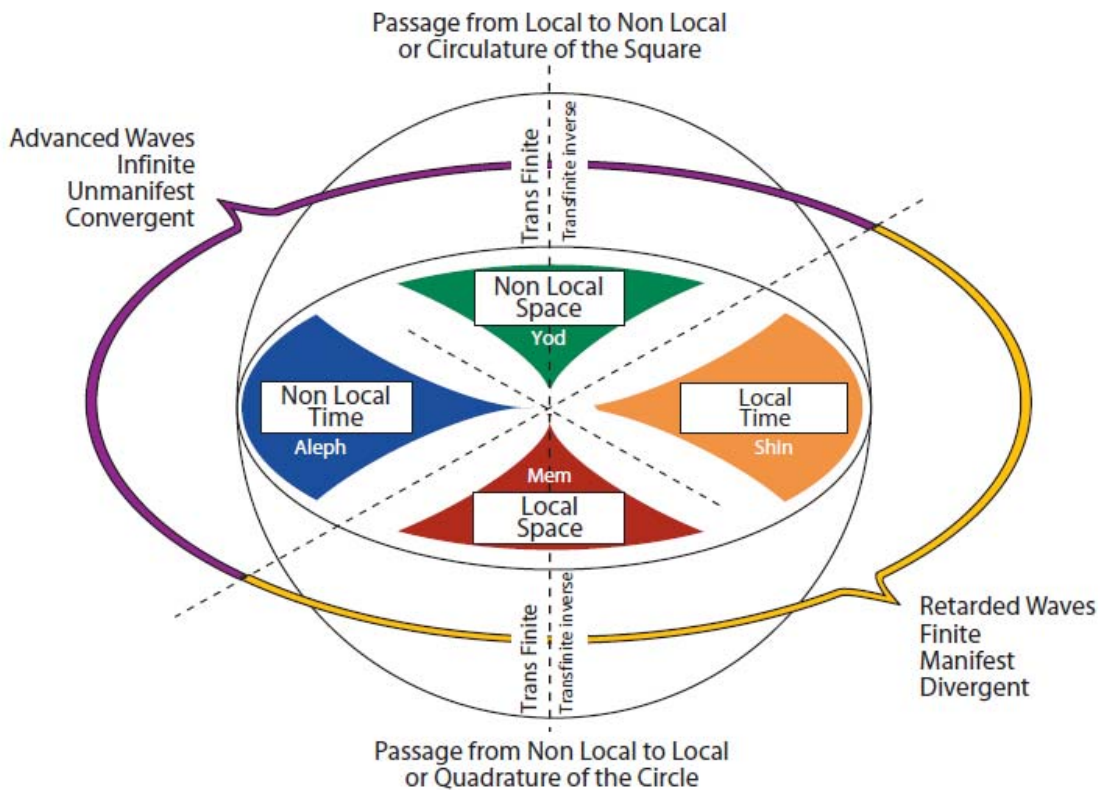 Passage from Local to Non Local
or Circulature of the Square
Advanced Waves
Infinite
Unmanifest
Convergent
Trans Finite
Transfinite inverse
Non Local
Space
Yod
Non Local
Time
Aleph
Local
Time
Shin
Mem
Local
Space
Trans Finite
Transfinite inverse
Retarded Waves
Finite
Manifest
Divergent
Passage from Non Local to Local
or Quadrature of the Circle